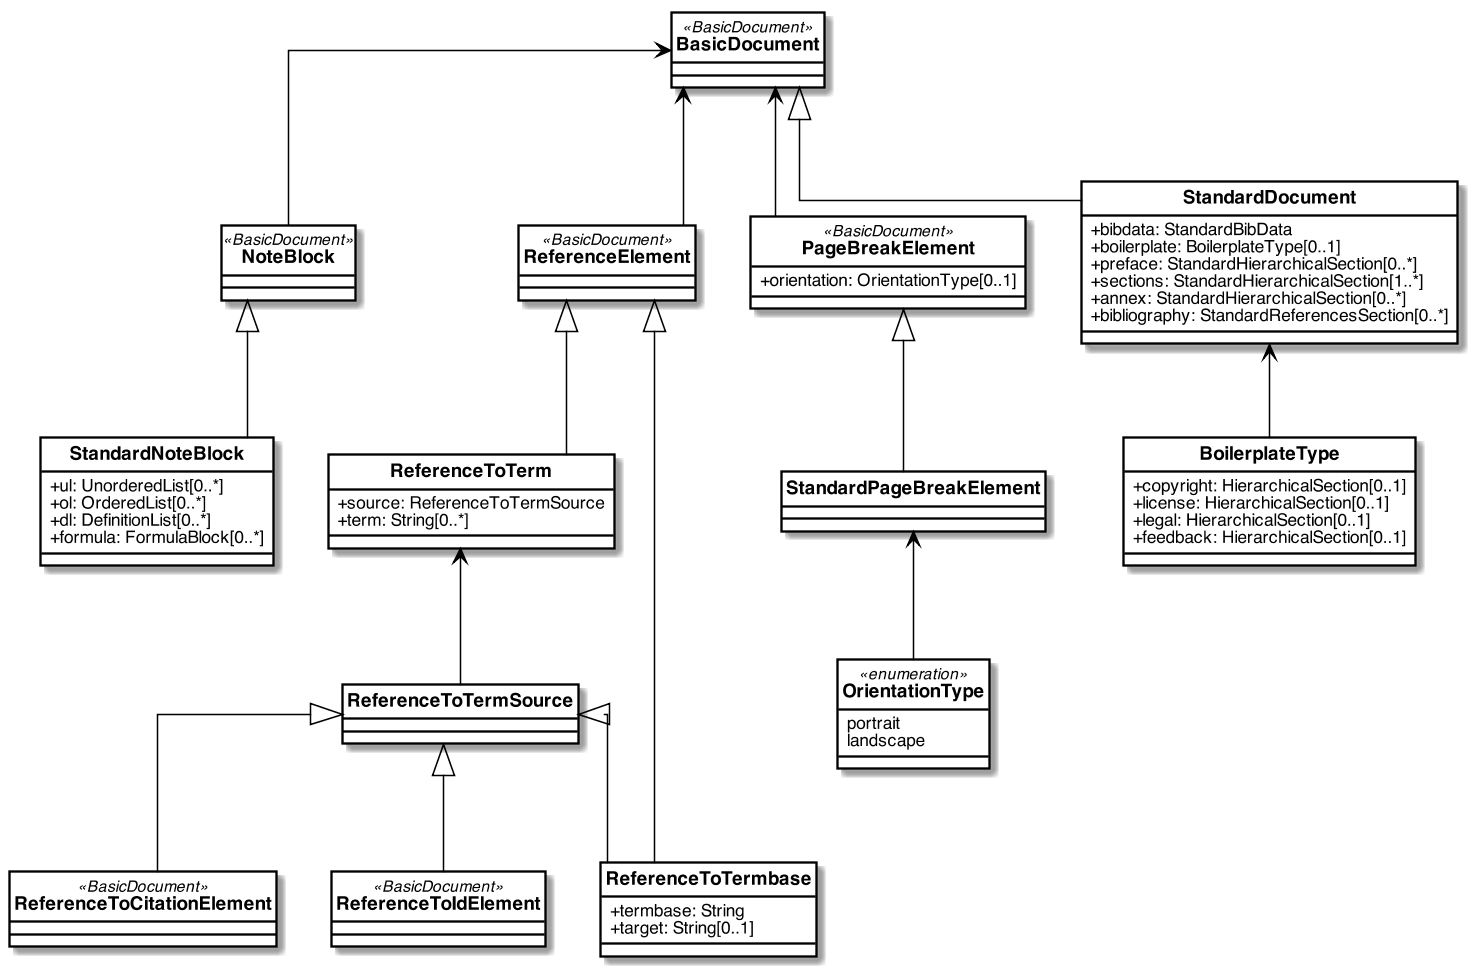 «BasicDocument»
BasicDocument
StandardDocument
+bibdata: StandardBibData
+boilerplate: BoilerplateType[0..1]
+preface: StandardHierarchicalSection[0..*]
+sections: StandardHierarchicalSection[1..*]
+annex: StandardHierarchicalSection[0..*]
+bibliography: StandardReferencesSection[0..*]
«BasicDocument»
NoteBlock
«BasicDocument»
ReferenceElement
«BasicDocument»
PageBreakElement
+orientation: OrientationType[0..1]
StandardNoteBlock
+ul: UnorderedList[0..*]
+ol: OrderedList[0..*]
+dl: DefinitionList[0..*]
+formula: FormulaBlock[0..*]
ReferenceToTerm
+source: ReferenceToTermSource
+term: String[0..*]
StandardPageBreakElement
BoilerplateType
+copyright: HierarchicalSection[0..1]
+license: HierarchicalSection[0..1]
+legal: HierarchicalSection[0..1]
+feedback: HierarchicalSection[0..1]
ReferenceToTermSource
«enumeration»
OrientationType
portrait
landscape
«BasicDocument»
ReferenceToCitationElement
«BasicDocument»
ReferenceToIdElement
ReferenceToTermbase
+termbase: String
+target: String[0..1]